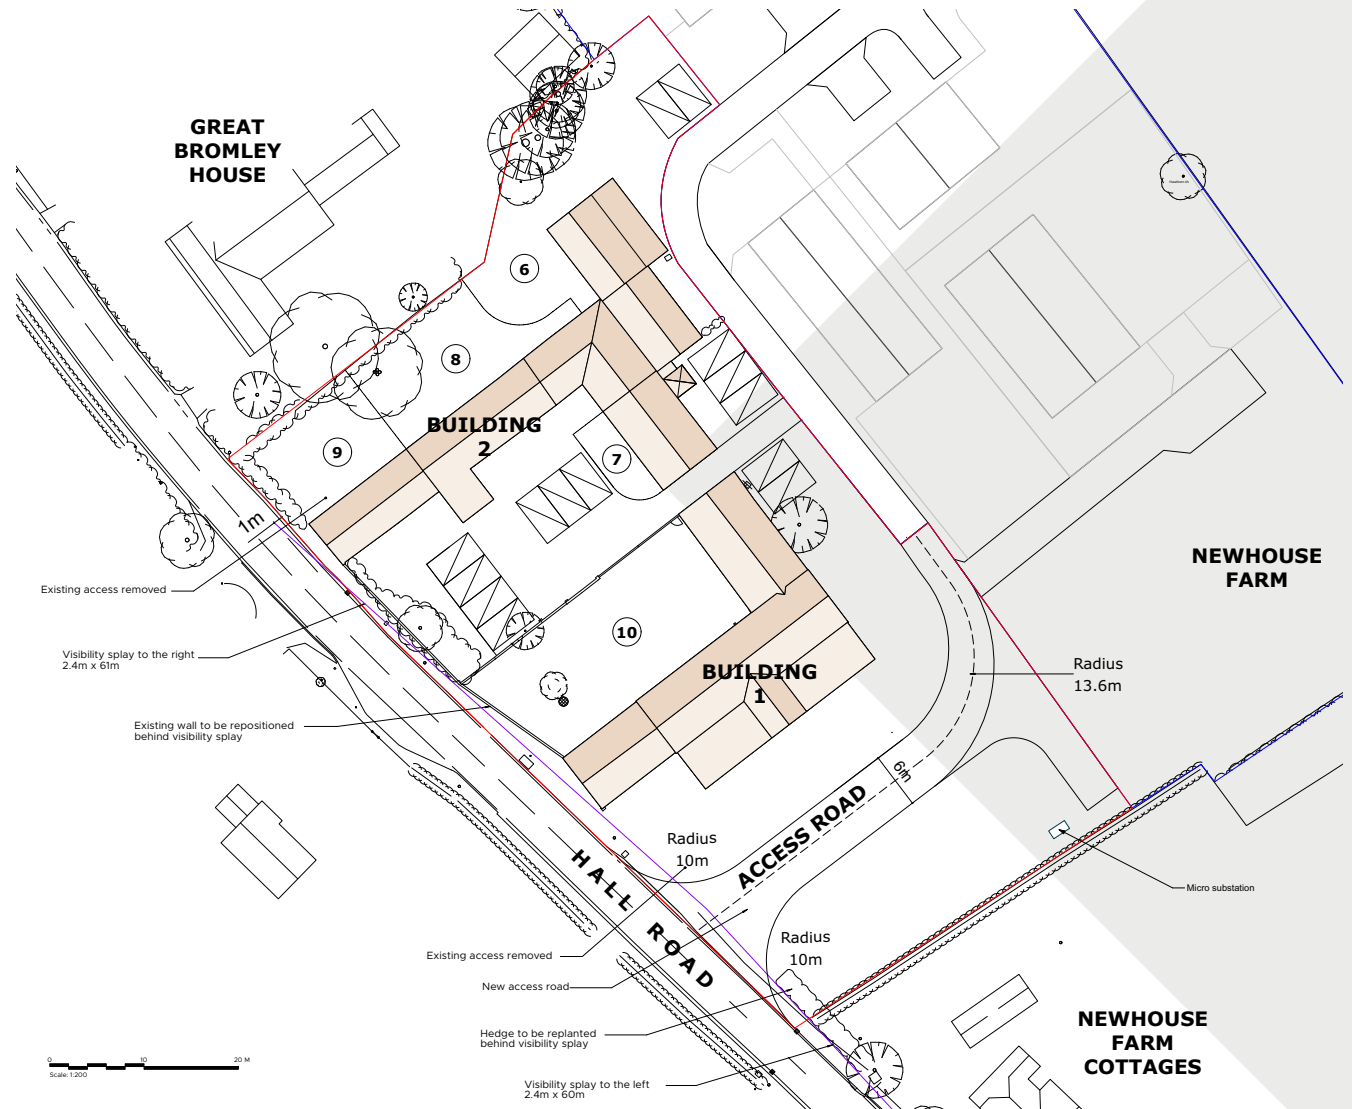 GREAT
BROMLEY
HOUSE
6
8
BUILDING
2
9
7
1m
10
Existing access removed
Visibility splay to the right
2.4m x 61m
Existing wall to be repositioned
behind visibility splay
BUILDING
1
NEWHOUSE
FARM
Radius
13.6m
6m
ACCESS ROAD
Radius
10m
HALL ROAD
Micro substation
Radius
10m
Existing access removed
New access road
Hedge to be replanted
behind visibility splay
Visibility splay to the left
2.4m x 60m
NEWHOUSE
FARM
COTTAGES
0 10 20 M
Scale: 1:200